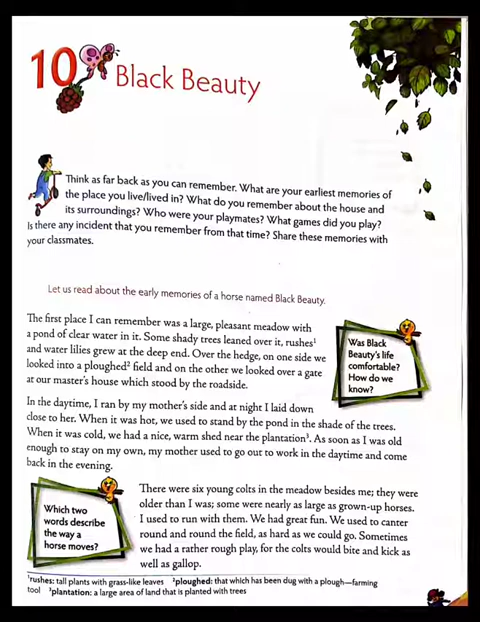 10
Black Beauty
Think as far back as you can remember. What are your earliest memories of
the place you live/lived in? What do you remember about the house and
its surroundings? Who were your playmates? What games did you play?
Is there any incident that you remember from that time? Share these memories with
your classmates.
Let us read about the early memories of a horse named Black Beauty.
The first place I can remember was a large, pleasant meadow with
a pond of clear water in it. Some shady trees leaned over it, rushes¹
and water lilies grew at the deep end. Over the hedge, on one side we
looked into a ploughed² field and on the other we looked over a gate
at our master's house which stood by the roadside.
Was Black
Beauty's life
comfortable?
How do we
know?
In the daytime, I ran by my mother's side and at night I laid down
close to her. When it was hot, we used to stand by the pond in the shade of the trees.
When it was cold, we had a nice, warm shed near the plantation³. As soon as I was old
enough to stay on my own, my mother used to go out to work in the daytime and come
back in the evening.
Which two
words describe
the way a
horse moves?
There were six young colts in the meadow besides me; they were
older than I was; some were nearly as large as grown-up horses.
I used to run with them. We had great fun. We used to canter
round and round the field, as hard as we could go. Sometimes
we had a rather rough play, for the colts would bite and kick as
well as gallop.
¹rushes: tall plants with grass-like leaves ²ploughed: that which has been dug with a plough—farming
tool ³plantation: a large area of land that is planted with trees